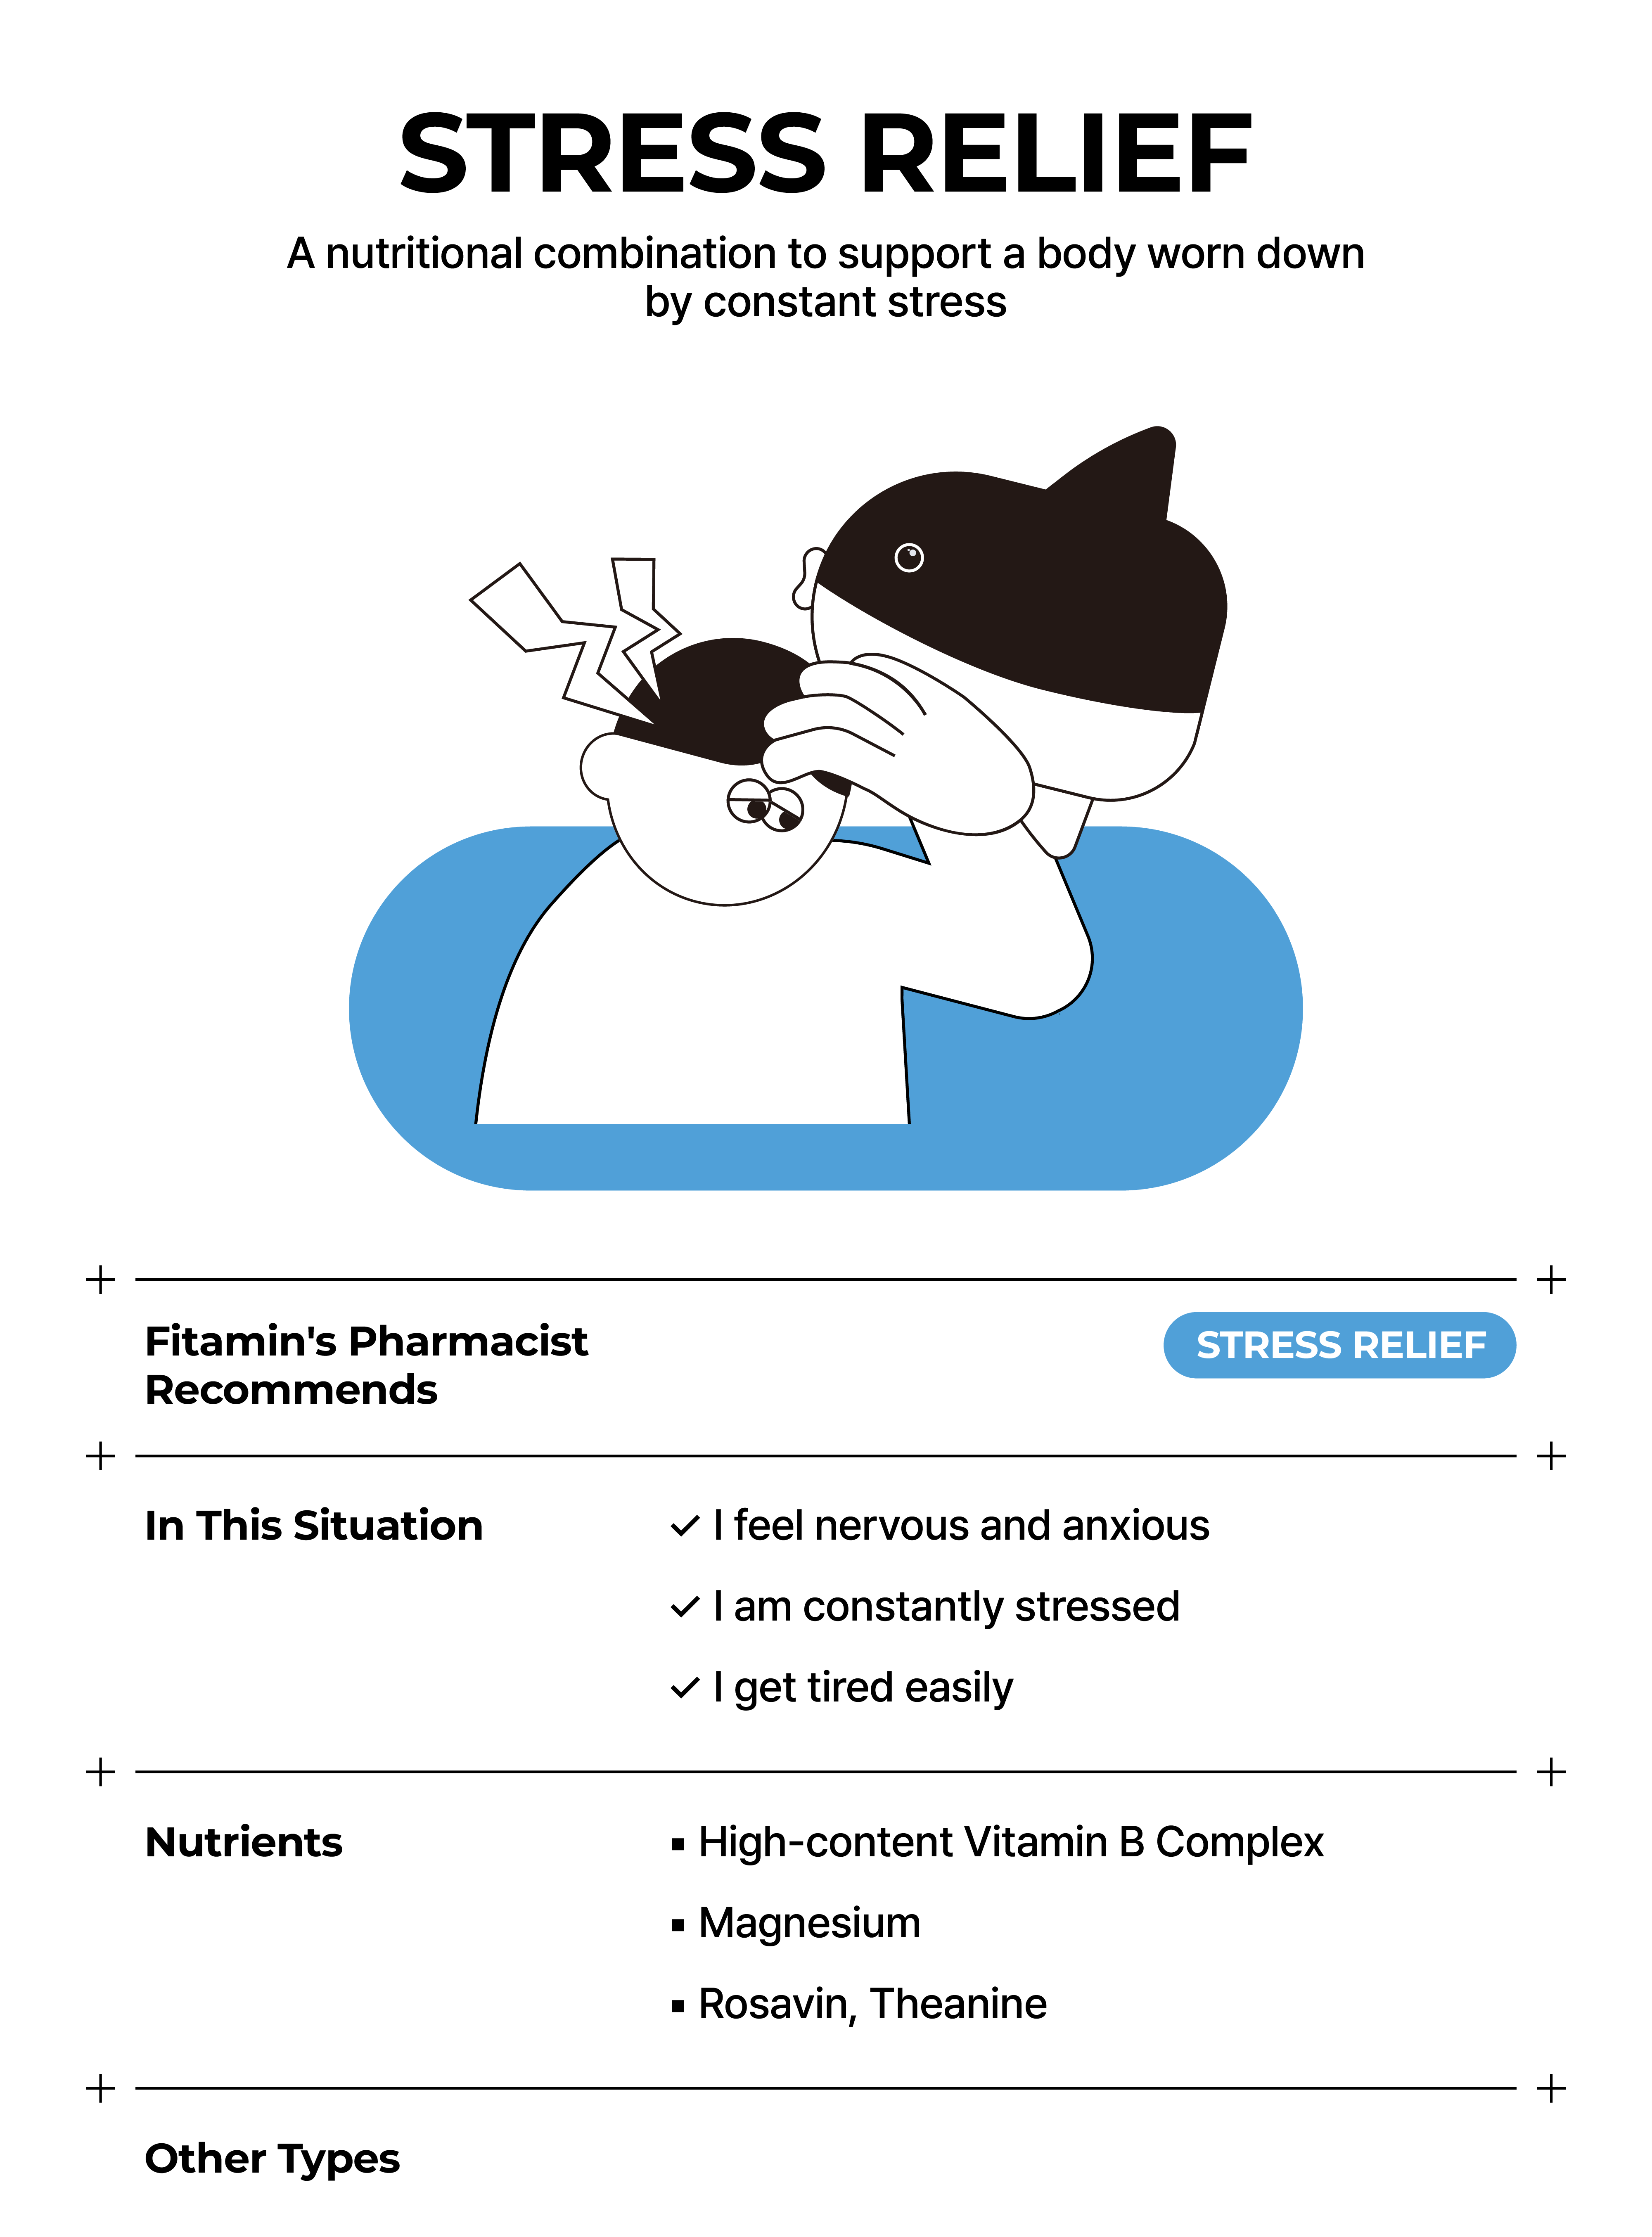 STRESS RELIEF
A nutritional combination to support a body worn down
by constant stress
Fitamin's Pharmacist
Recommends
STRESS RELIEF
In This Situation
✓ I feel nervous and anxious
✓ I am constantly stressed
✓ I get tired easily
Nutrients
▪ High-content Vitamin B Complex
▪ Magnesium
▪ Rosavin, Theanine
Other Types